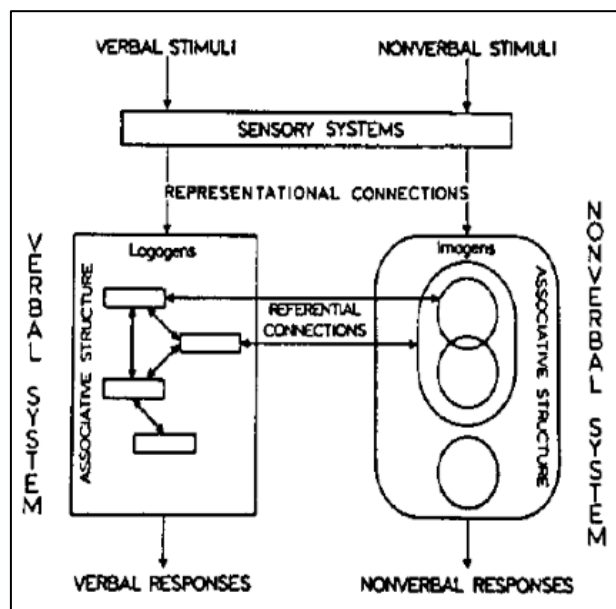 VERBAL STIMULI
NONVERBAL STIMULI
SENSORY SYSTEMS
REPRESENTATIONAL CONNECTIONS
VERBAL SYSTEM
ASSOCIATIVE STRUCTURE
Logogens
REFERENTIAL
CONNECTIONS
Imagens
ASSOCIATIVE STRUCTURE
NONVERBAL SYSTEM
VERBAL RESPONSES
NONVERBAL RESPONSES